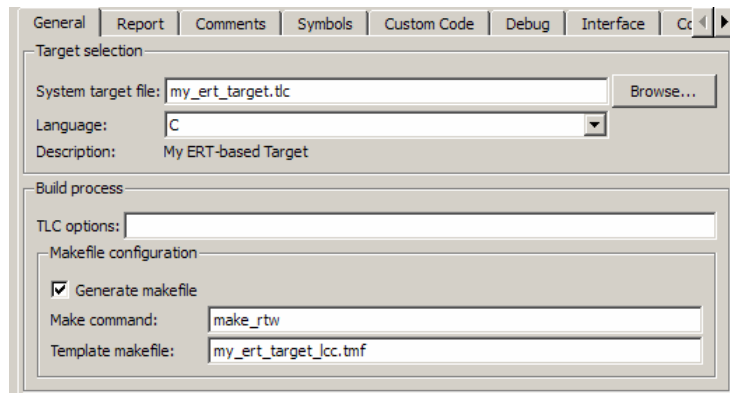 General Report Comments Symbols Custom Code Debug Interface
Target selection
System target file: my_ert_target.tlc Browse...
Language: C
Description: My ERT-based Target
Build process
TLC options:
Makefile configuration
Generate makefile
Make command: make_rtw
Template makefile: my_ert_target_lcc.tmf